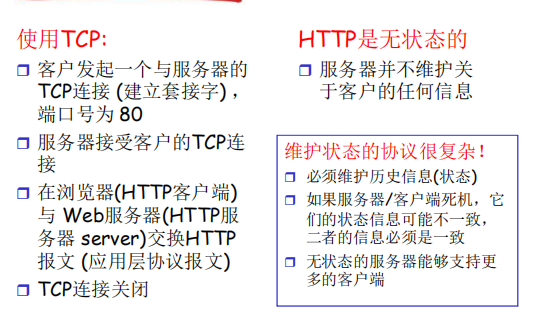 使用TCP:
客户发起一个与服务器的
TCP连接 (建立套接字) ，
端口号为 80
服务器接受客户的TCP连
接
在浏览器(HTTP客户端)
与 Web服务器(HTTP服
务器 server)交换HTTP
报文 (应用层协议报文)
TCP连接关闭
HTTP是无状态的
服务器并不维护关
于客户的任何信息
维护状态的协议很复杂！
必须维护历史信息(状态)
如果服务器/客户端死机，它
们的状态信息可能不一致，
二者的信息必须是一致
无状态的服务器能够支持更
多的客户端